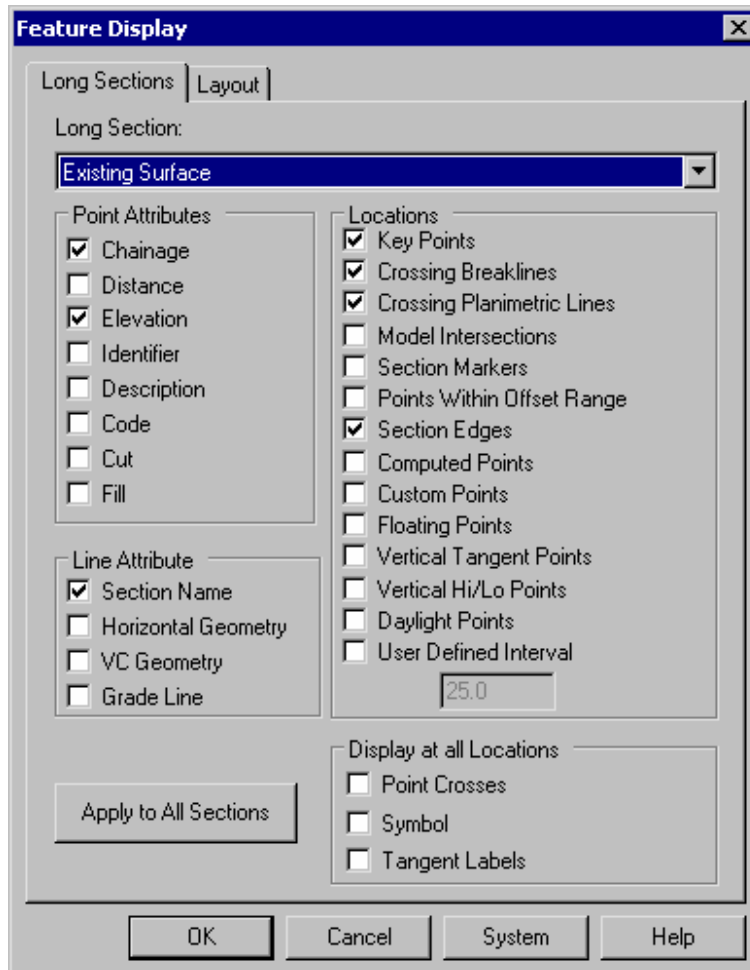 Feature Display
Long Sections
Layout
Long Section:
Existing Surface
Point Attributes
Chainage
Distance
Elevation
Identifier
Description
Code
Cut
Fill
Line Attribute
Section Name
Horizontal Geometry
VC Geometry
Grade Line
Locations
Key Points
Crossing Breaklines
Crossing Planimetric Lines
Model Intersections
Section Markers
Points Within Offset Range
Section Edges
Computed Points
Custom Points
Floating Points
Vertical Tangent Points
Vertical Hi/Lo Points
Daylight Points
User Defined Interval
25.0
Display at all Locations
Point Crosses
Symbol
Tangent Labels
Apply to All Sections
OK
Cancel
System
Help